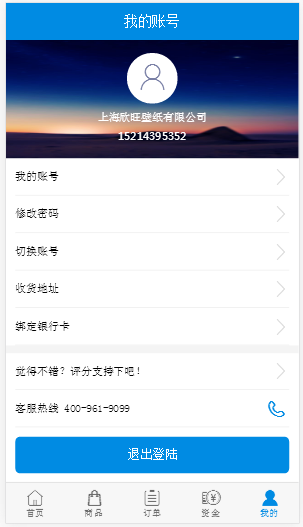 我的账号
上海欣旺壁纸有限公司
15214395352
我的账号
修改密码
切换账号
收货地址
绑定银行卡
觉得不错？评分支持下吧！
客服热线 400-961-9099
退出登陆
首页 商品 订单 资金 我的